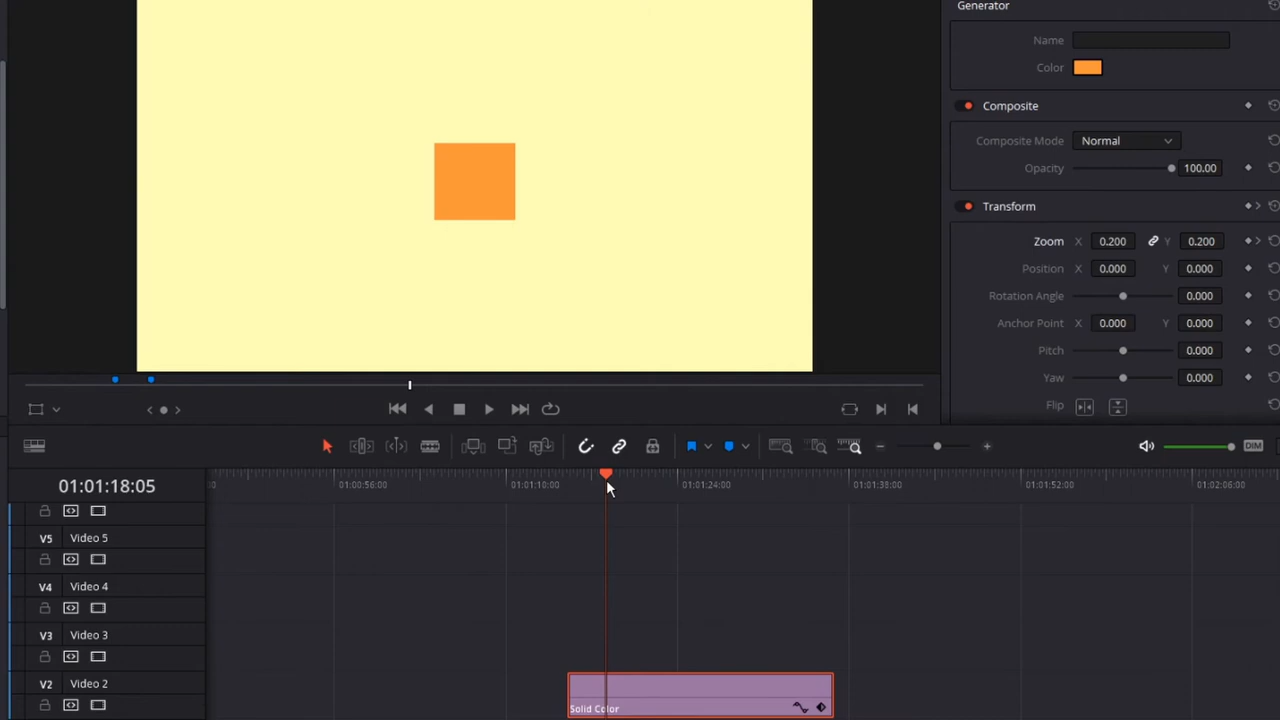 Generator
Name
Color
Composite
Composite Mode Normal
Opacity 100.00
Transform
Zoom X 0.200 Y 0.200
Position X 0.000 Y 0.000
Rotation Angle 0.000
Anchor Point X 0.000 Y 0.000
Pitch 0.000
Yaw 0.000
Flip
DIM
01:01:18:05
00
01:00:56:00
01:01:10:00
01:01:24:00
01:01:38:00
01:01:52:00
01:02:06:00
V5 Video 5
V4 Video 4
V3 Video 3
V2 Video 2
Solid Color